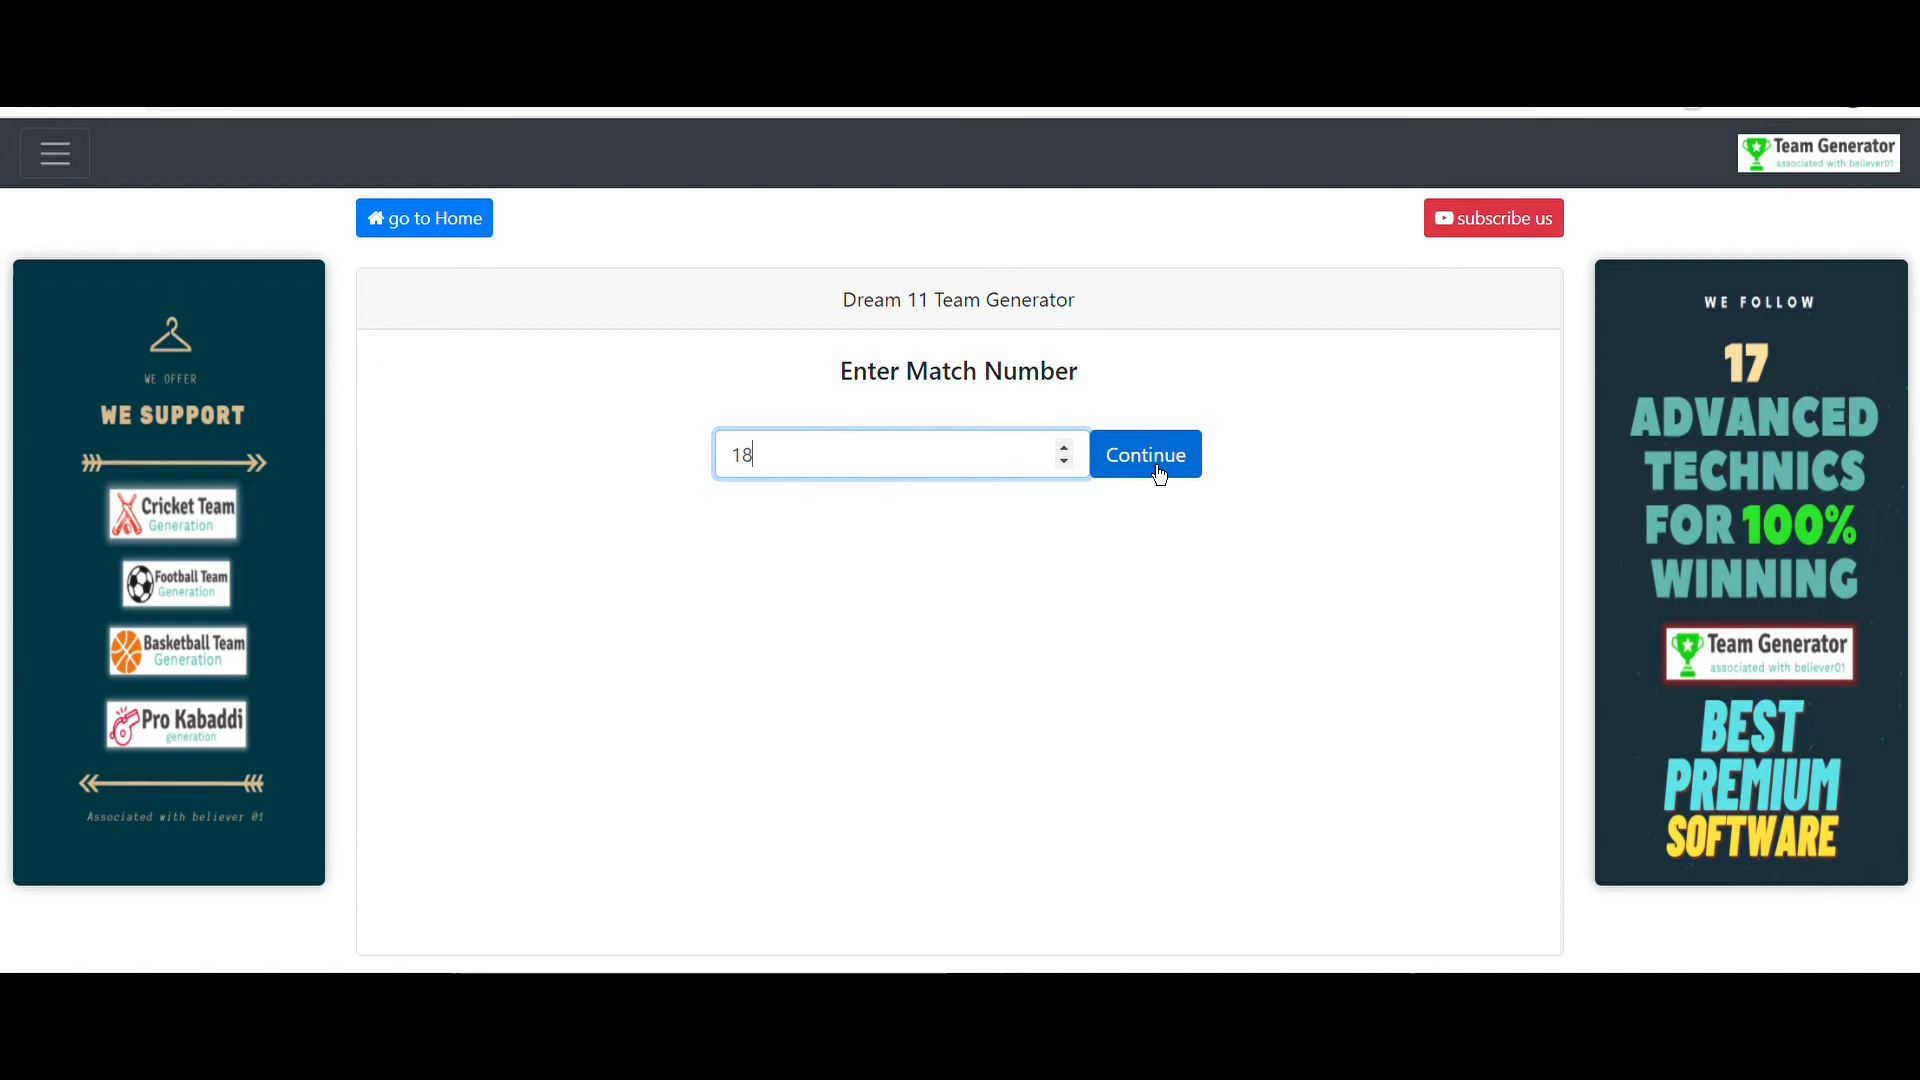 Team Generator
associated with believer01
go to Home
subscribe us
Dream 11 Team Generator
Enter Match Number
18
Continue
WE OFFER
WE SUPPORT
Cricket Team
Generation
Football Team
Generation
Basketball Team
Generation
Pro Kabaddi
generation
Associated with believer 01
WE FOLLOW
17
ADVANCED
TECHNICS
FOR 100%
WINNING
Team Generator
associated with believer01
BEST
PREMIUM
SOFTWARE